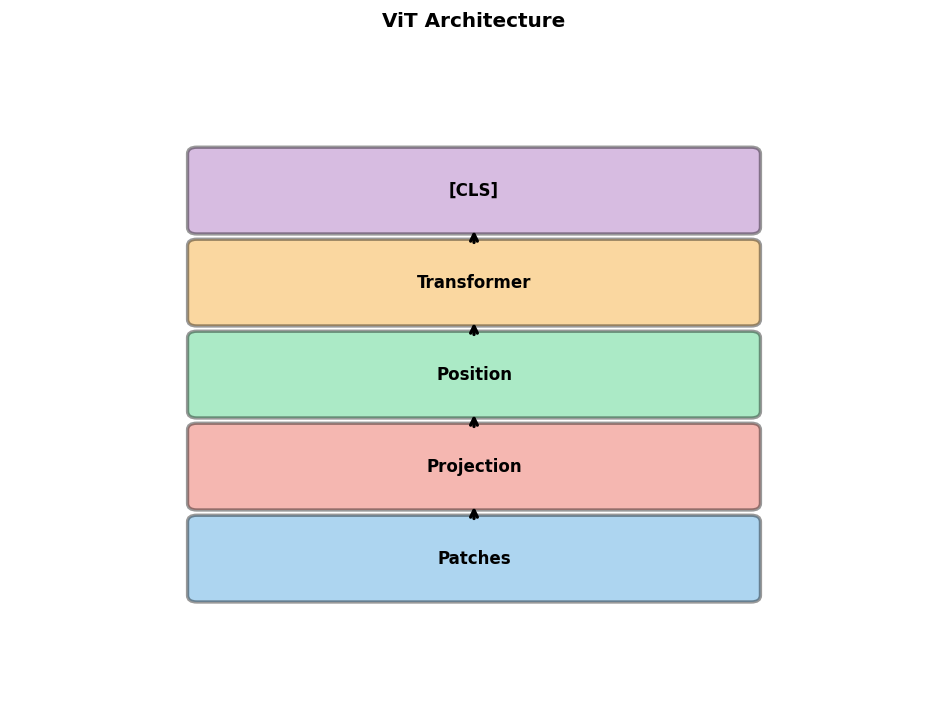 ViT Architecture
[CLS]
Transformer
Position
Projection
Patches